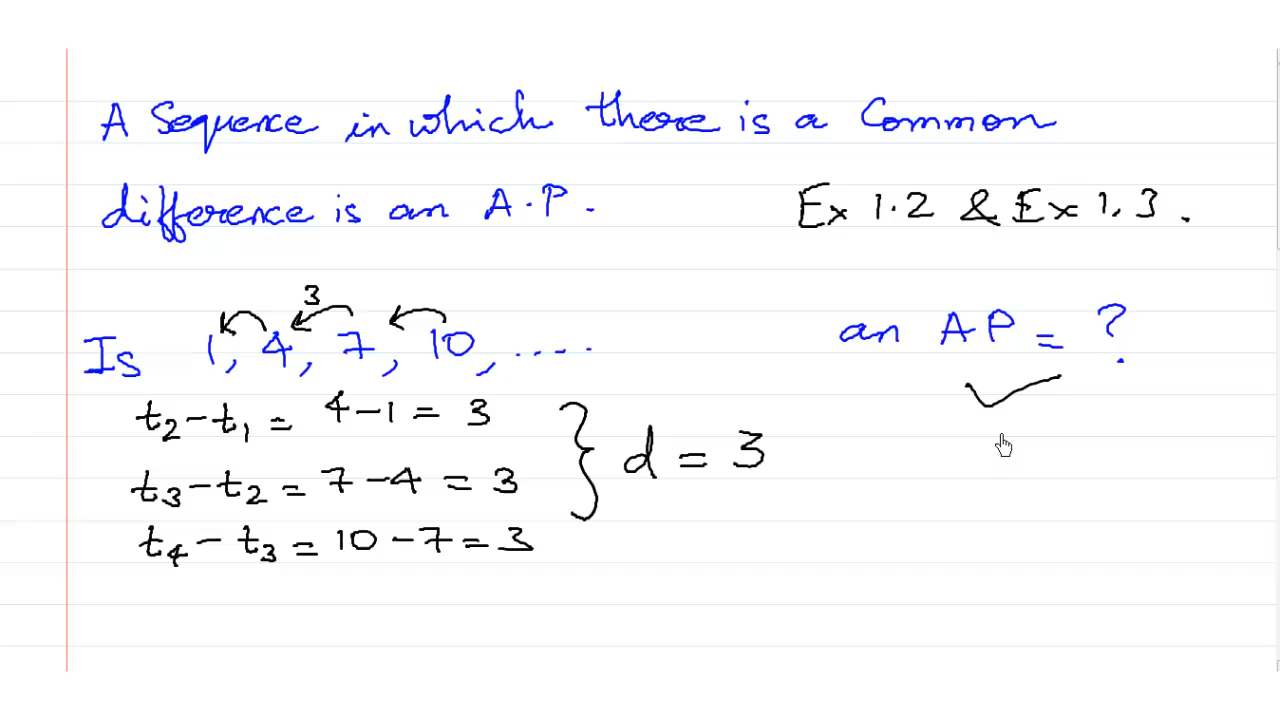 A Sequence in which there is a Common
difference is an A.P. Ex 1.2 & Ex 1.3.
3
Is 1, 4, 7, 10, ..... an AP = ?
t₂-t₁ = 4-1 = 3
t₃-t₂ = 7-4 = 3 } d = 3
t₄-t₃ = 10-7 = 3